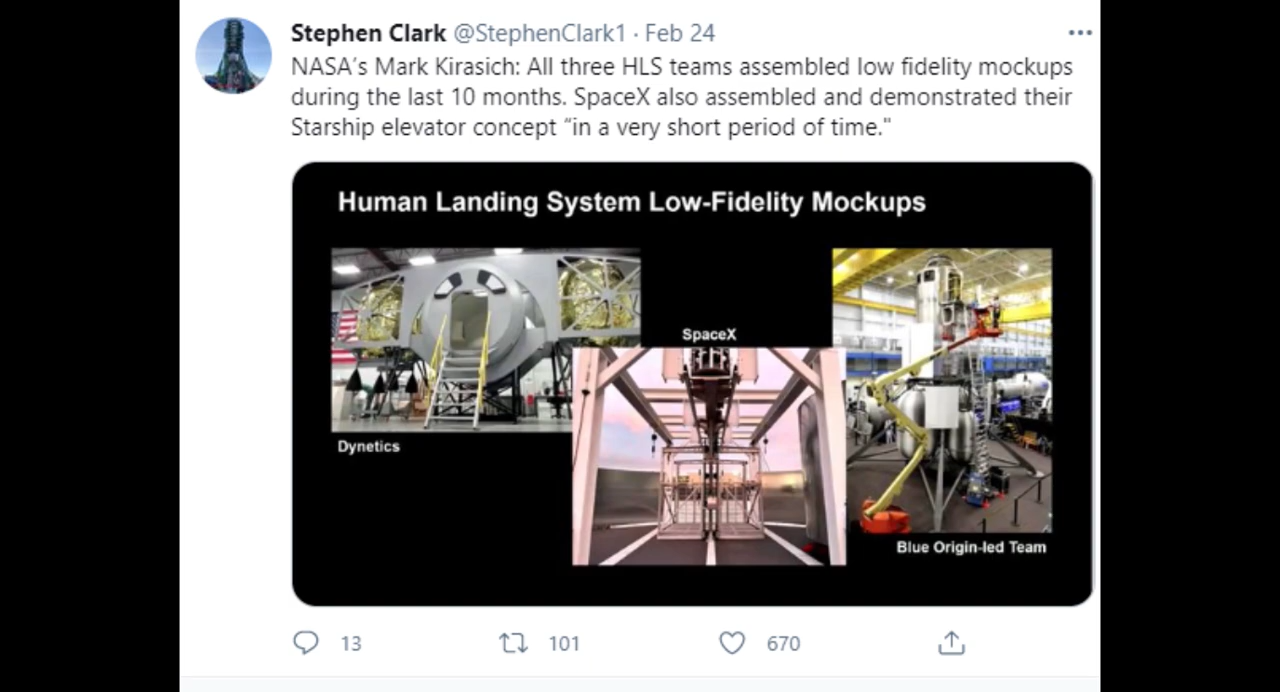 Stephen Clark @StephenClark1 · Feb 24
NASA's Mark Kirasich: All three HLS teams assembled low fidelity mockups
during the last 10 months. SpaceX also assembled and demonstrated their
Starship elevator concept “in a very short period of time."
Human Landing System Low-Fidelity Mockups
SpaceX
Dynetics
Blue Origin-led Team
13 101 670